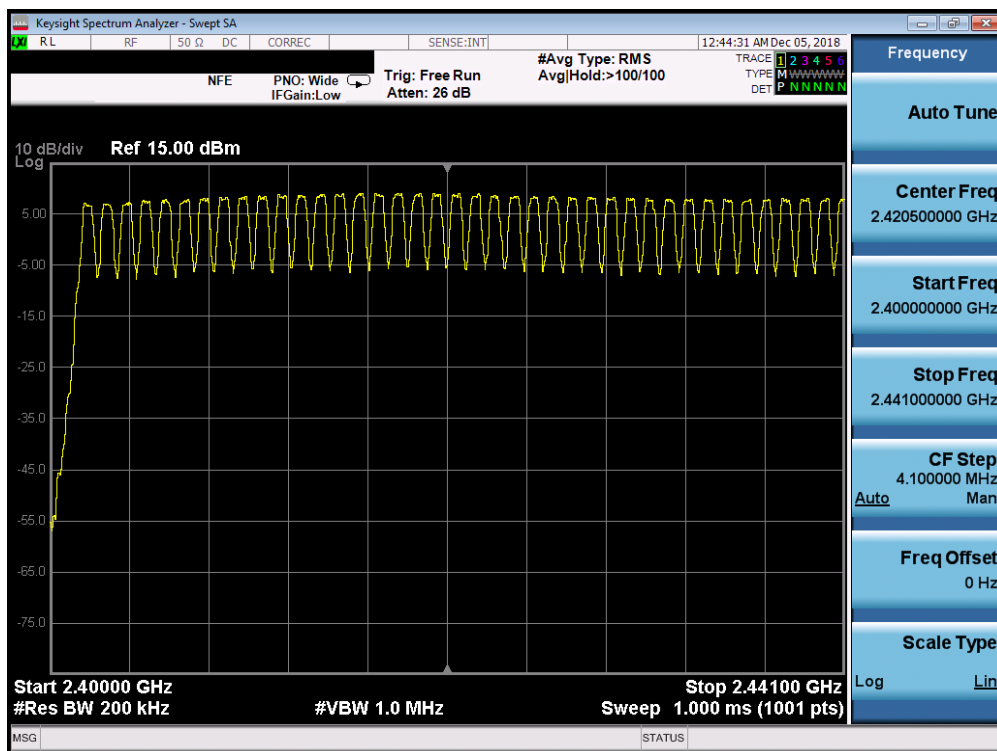 Keysight Spectrum Analyzer - Swept SA
LXI RL RF 50 Ω DC CORREC SENSE:INT 12:44:31 AM Dec 05, 2018
NFE PNO: Wide IFGain:Low Trig: Free Run Atten: 26 dB #Avg Type: RMS Avg|Hold:>100/100
TRACE 1 2 3 4 5 6
TYPE M WWWWW
DET P N N N N N
10 dB/div Ref 15.00 dBm
Log
5.00
-5.00
-15.0
-25.0
-35.0
-45.0
-55.0
-65.0
-75.0
Start 2.40000 GHz Stop 2.44100 GHz
#Res BW 200 kHz #VBW 1.0 MHz Sweep 1.000 ms (1001 pts)
MSG STATUS
Frequency
Auto Tune
Center Freq
2.420500000 GHz
Start Freq
2.400000000 GHz
Stop Freq
2.441000000 GHz
CF Step
4.100000 MHz
Auto Man
Freq Offset
0 Hz
Scale Type
Log Lin